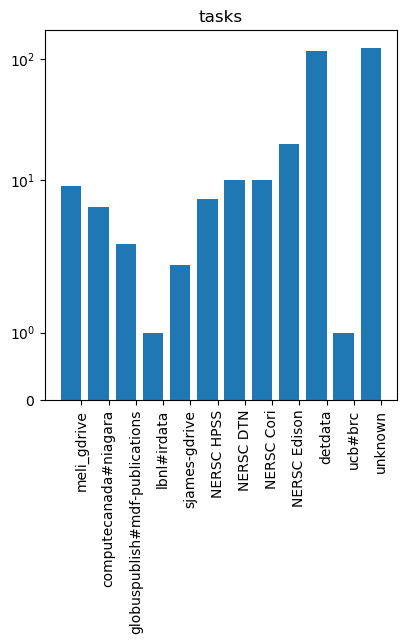 tasks
10²
10¹
10⁰
0
meli_gdrive
computecanada#niagara
globuspublish#mdf-publications
lbnl#irdata
sjames-gdrive
NERSC HPSS
NERSC DTN
NERSC Cori
NERSC Edison
detdata
ucb#brc
unknown